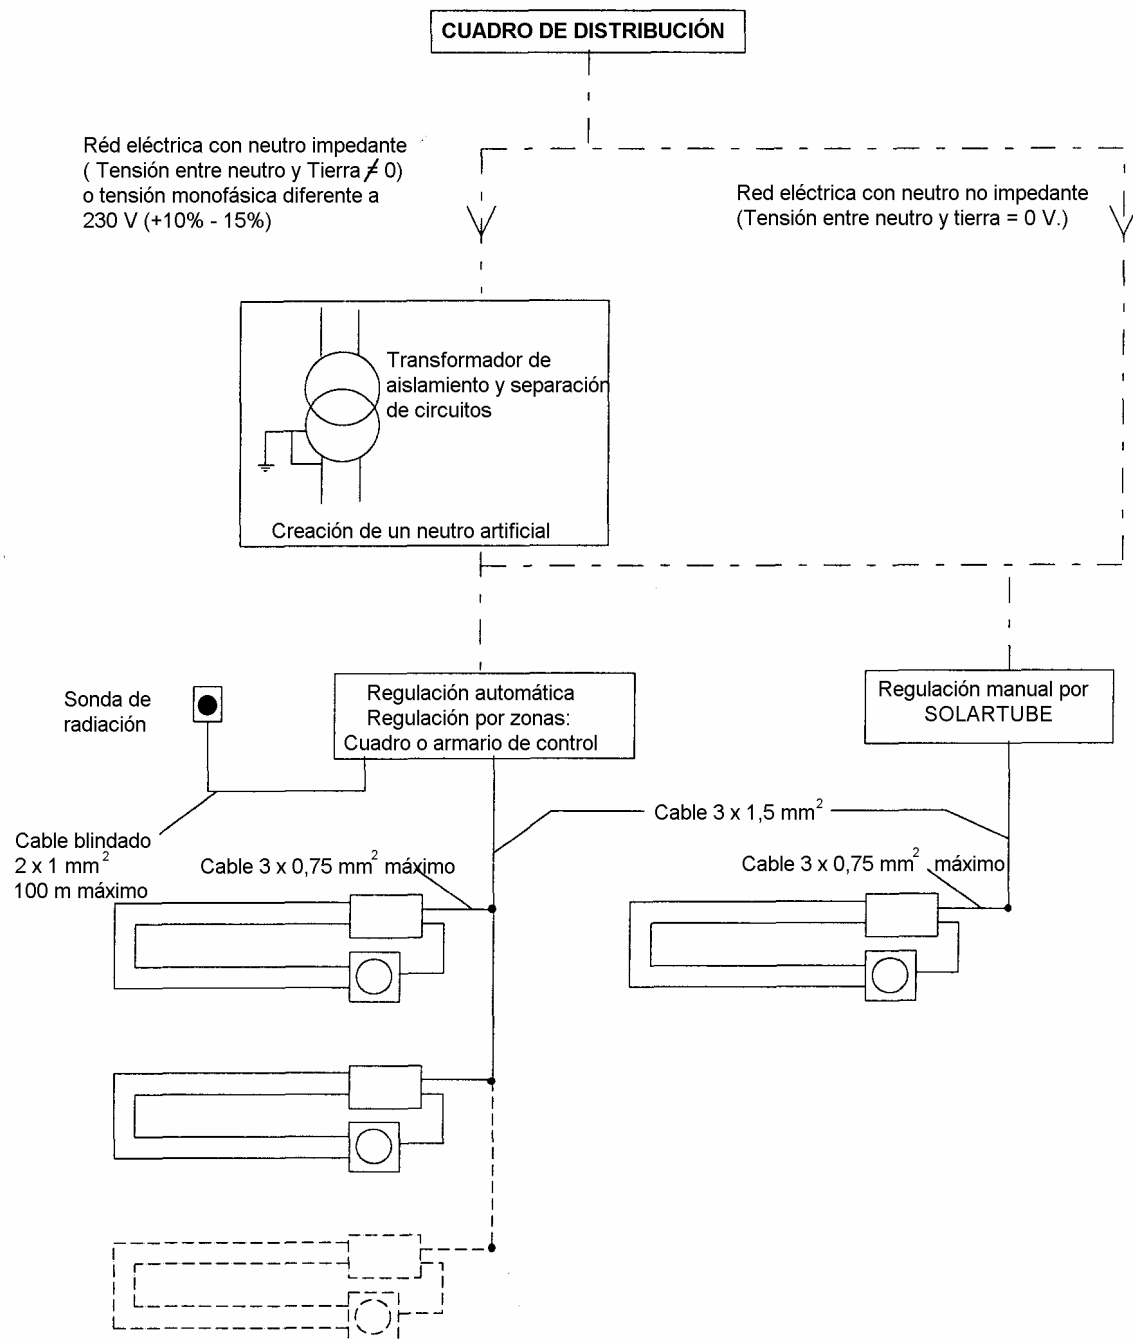 CUADRO DE DISTRIBUCIÓN
Réd eléctrica con neutro impedante
( Tensión entre neutro y Tierra ≠ 0)
o tensión monofásica diferente a
230 V (+10% - 15%)
Red eléctrica con neutro no impedante
(Tensión entre neutro y tierra = 0 V.)
Transformador de
aislamiento y separación
de circuitos
Creación de un neutro artificial
Sonda de
radiación
Regulación automática
Regulación por zonas:
Cuadro o armario de control
Regulación manual por
SOLARTUBE
Cable blindado
2 x 1 mm²
100 m máximo
Cable 3 x 1,5 mm²
Cable 3 x 0,75 mm² máximo
Cable 3 x 0,75 mm² máximo